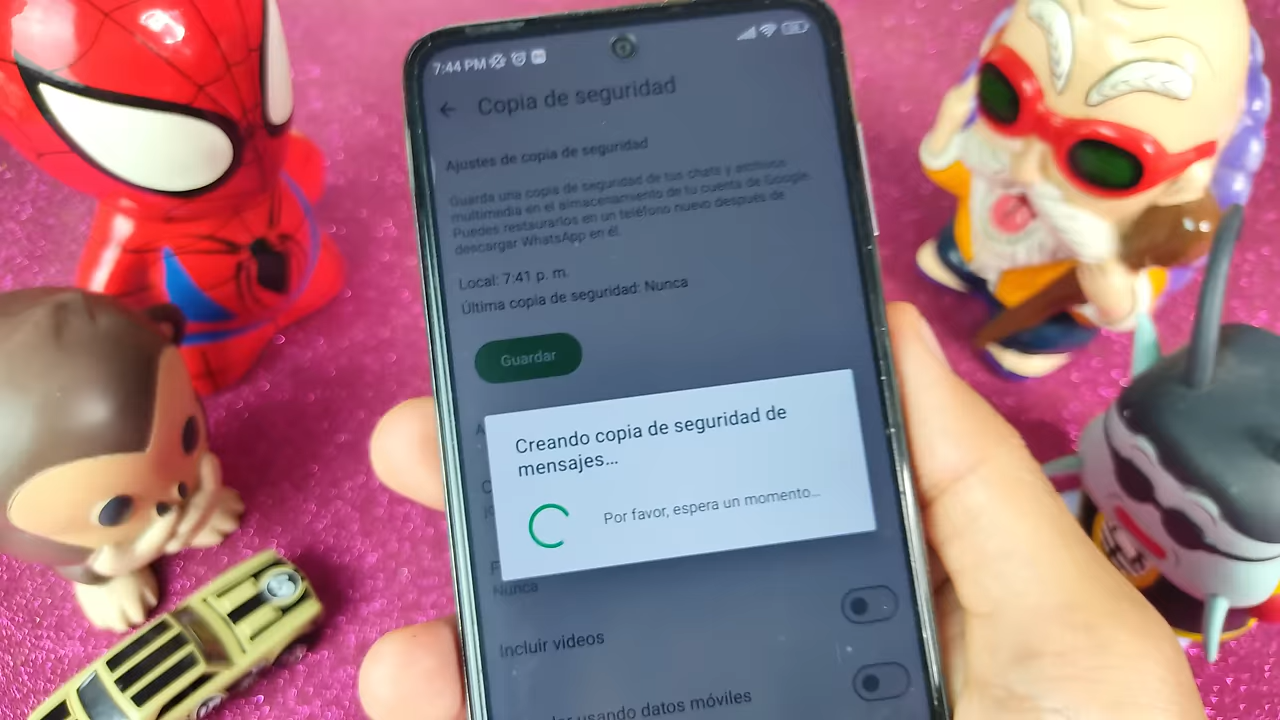 7:44 PM
Copia de seguridad
Ajustes de copia de seguridad
Guarda una copia de seguridad de tus chats y archivos
multimedia en el almacenamiento de tu cuenta de Google.
Puedes restaurarlos en un teléfono nuevo después de
descargar WhatsApp en él.
Local: 7:41 p. m.
Última copia de seguridad: Nunca
Guardar
Creando copia de seguridad de
mensajes...
Por favor, espera un momento...
Nunca
Incluir videos
usando datos móviles